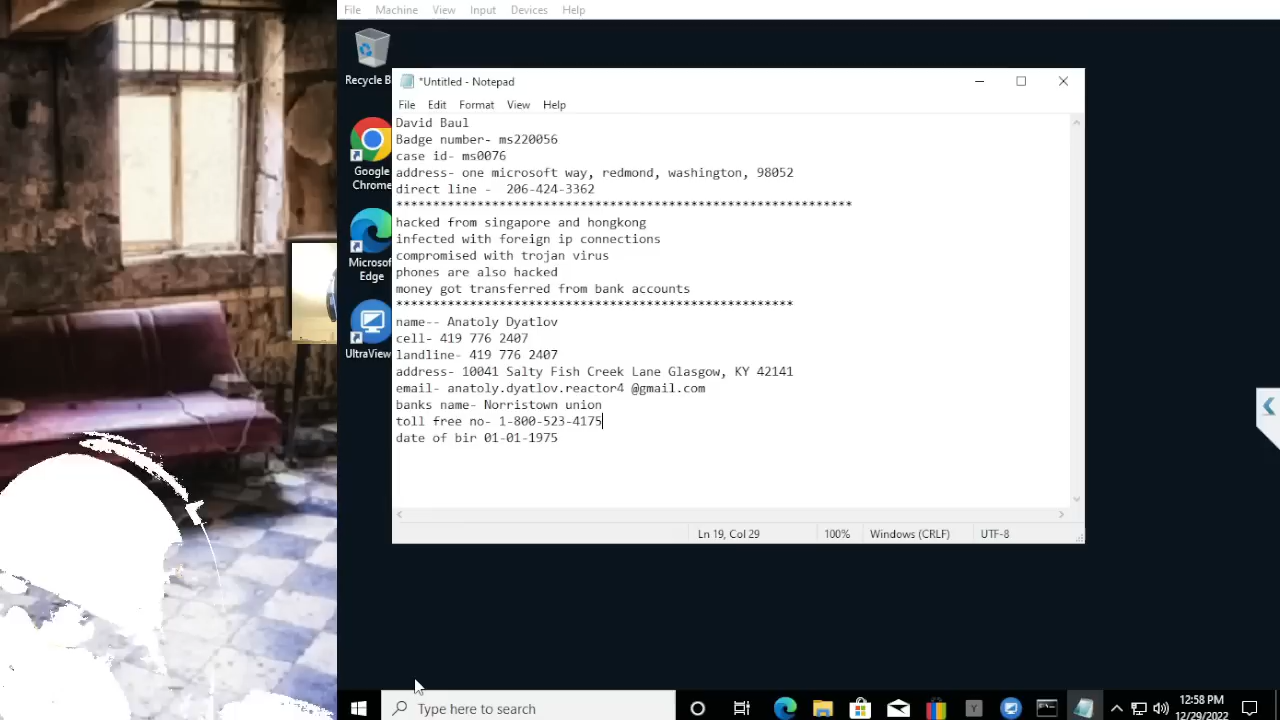 File Machine View Input Devices Help
Recycle B
*Untitled - Notepad
File Edit Format View Help
David Baul
Badge number- ms220056
case id- ms0076
address- one microsoft way, redmond, washington, 98052
direct line -  206-424-3362
**************************************************************
hacked from singapore and hongkong
infected with foreign ip connections
compromised with trojan virus
phones are also hacked
money got transferred from bank accounts
******************************************************
name-- Anatoly Dyatlov
cell- 419 776 2407
landline- 419 776 2407
address- 10041 Salty Fish Creek Lane Glasgow, KY 42141
email- anatoly.dyatlov.reactor4 @gmail.com
banks name- Norristown union
toll free no- 1-800-523-4175
date of bir 01-01-1975
Google
Chrome
Microsof
Edge
UltraView
Ln 19, Col 29 100% Windows (CRLF) UTF-8
Type here to search
12:58 PM
12/29/2022